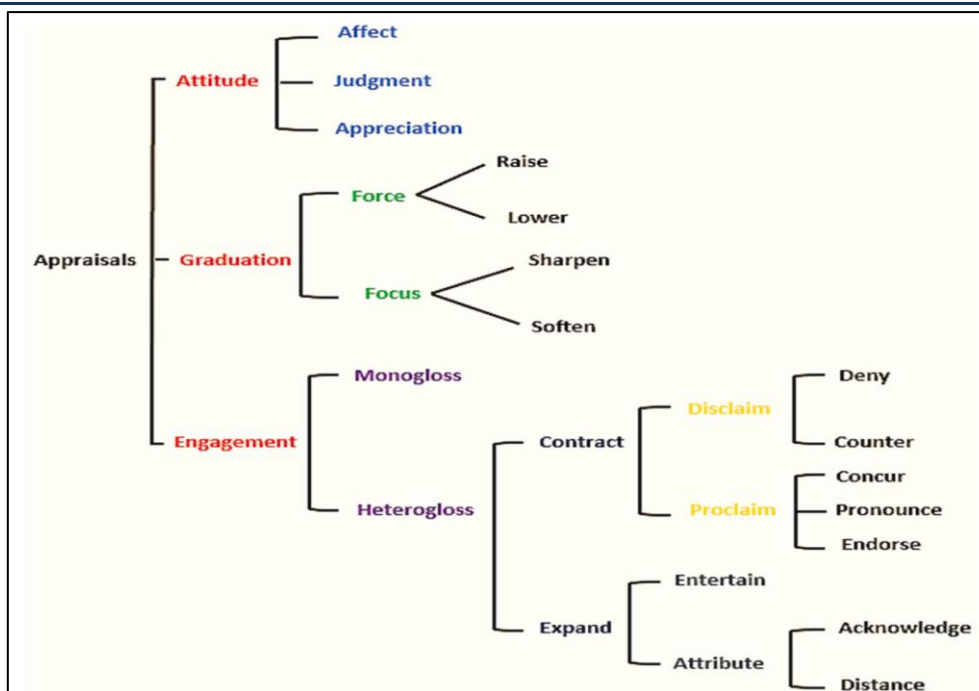 Affect
Attitude
Judgment
Appreciation
Raise
Force
Lower
Appraisals
Graduation
Sharpen
Focus
Soften
Monogloss
Deny
Disclaim
Engagement
Contract
Counter
Concur
Heterogloss
Proclaim
Pronounce
Endorse
Entertain
Expand
Acknowledge
Attribute
Distance